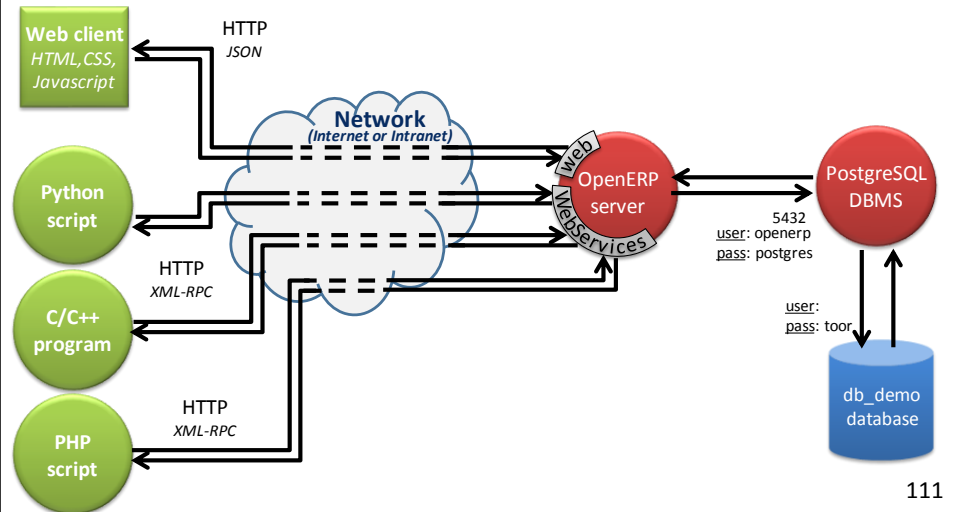 Web client
HTML,CSS,
Javascript
HTTP
JSON
Network
(Internet or Intranet)
Python
script
web
OpenERP
server
WebServices
PostgreSQL
DBMS
5432
user: openerp
pass: postgres
HTTP
XML-RPC
C/C++
program
user:
pass: toor
db_demo
database
HTTP
XML-RPC
PHP
script
111